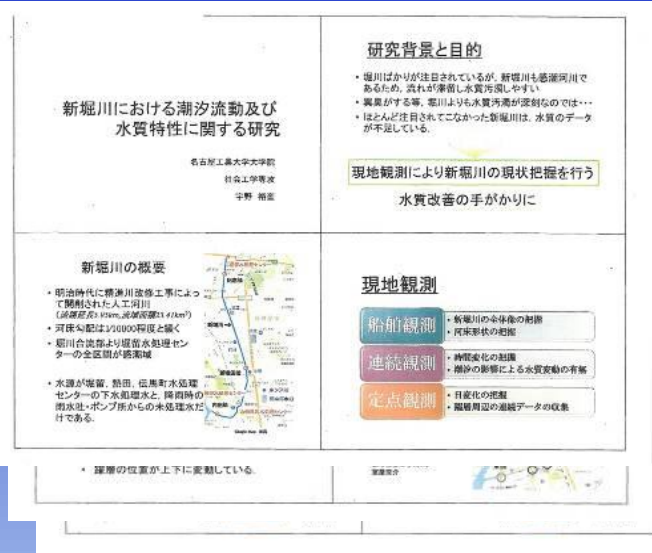 新堀川における潮汐流動及び
水質特性に関する研究
名古屋工業大学大学院
社会工学専攻
宇野
研究背景と目的
・堀川ばかりが注目されているが、新堀川も感潮河川で
あるため、流れが滞留し水質汚濁しやすい
・異臭がする等、堀川よりも水質汚濁が深刻なのでは・・・
・ほとんど注目されてこなかった新堀川は、水質のデータ
が不足している.
現地観測により新堀川の現状把握を行う
水質改善の手がかりに
新堀川の概要
・明治時代に精進川改修工事によっ
て開削された人工河川
・河床勾配は1/10000程度と緩く
・堀川合流部より堀留水処理セン
ターの全区間が感潮域
・水源が堀留、熱田、伝馬町水処理
センターの下水処理水と、降雨時の
雨水吐・ポンプ所からの未処理水だ
けである.
現地観測
船舶観測
・新堀川の全体像の把握
・河床形状の把握
連続観測
・時間変化の把握
・潮汐の影響による水質変動の有無
定点観測
・日変化の把握
・躍層周辺の連続データの収集
・躍層の位置が上下に変動している.